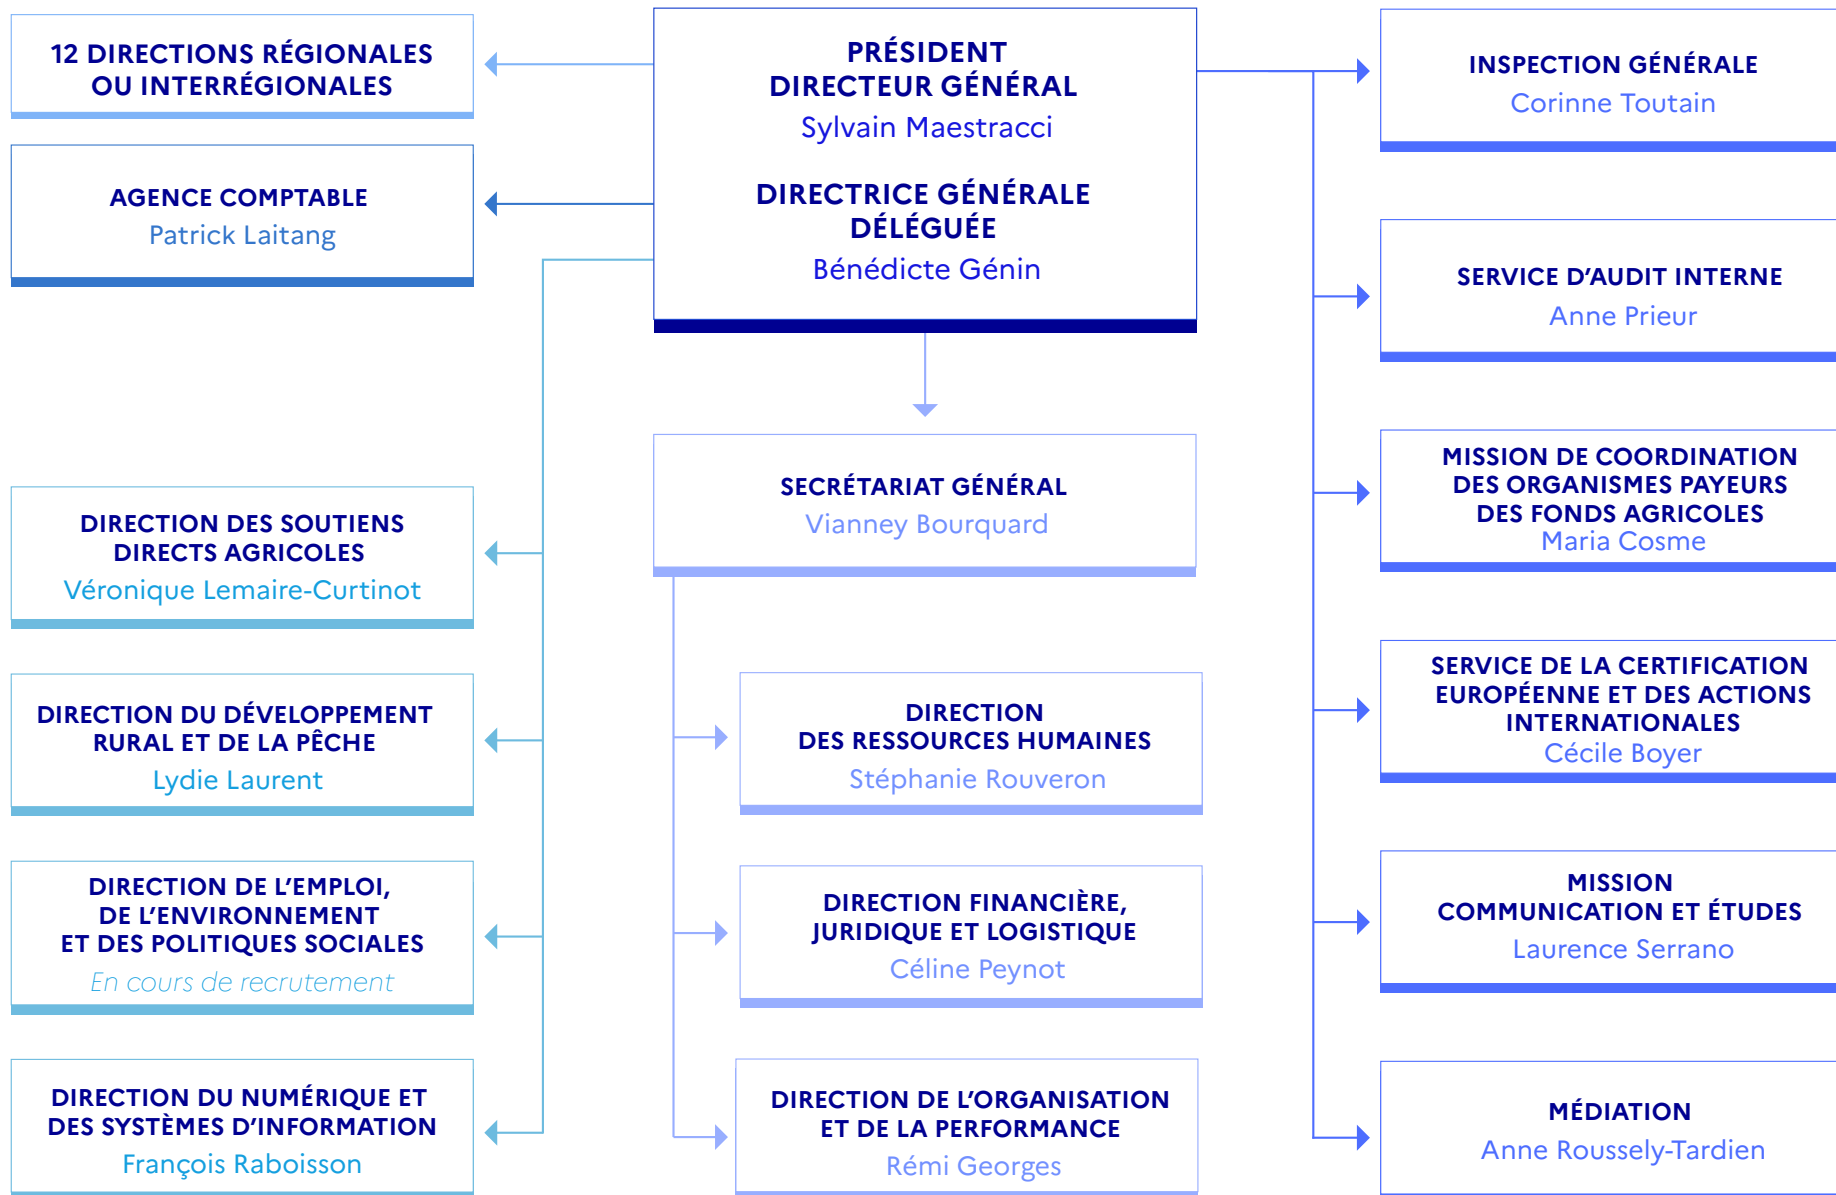 12 DIRECTIONS RÉGIONALES
OU INTERRÉGIONALES
AGENCE COMPTABLE
Patrick Laitang
PRÉSIDENT
DIRECTEUR GÉNÉRAL
Sylvain Maestracci
DIRECTRICE GÉNÉRALE
DÉLÉGUÉE
Bénédicte Génin
INSPECTION GÉNÉRALE
Corinne Toutain
SERVICE D’AUDIT INTERNE
Anne Prieur
MISSION DE COORDINATION
DES ORGANISMES PAYEURS
DES FONDS AGRICOLES
Maria Cosme
SERVICE DE LA CERTIFICATION
EUROPÉENNE ET DES ACTIONS
INTERNATIONALES
Cécile Boyer
MISSION
COMMUNICATION ET ÉTUDES
Laurence Serrano
MÉDIATION
Anne Roussely-Tardien
SECRÉTARIAT GÉNÉRAL
Vianney Bourquard
DIRECTION
DES RESSOURCES HUMAINES
Stéphanie Rouveron
DIRECTION FINANCIÈRE,
JURIDIQUE ET LOGISTIQUE
Céline Peynot
DIRECTION DE L’ORGANISATION
ET DE LA PERFORMANCE
Rémi Georges
DIRECTION DES SOUTIENS
DIRECTS AGRICOLES
Véronique Lemaire-Curtinot
DIRECTION DU DÉVELOPPEMENT
RURAL ET DE LA PÊCHE
Lydie Laurent
DIRECTION DE L’EMPLOI,
DE L’ENVIRONNEMENT
ET DES POLITIQUES SOCIALES
En cours de recrutement
DIRECTION DU NUMÉRIQUE ET
DES SYSTÈMES D’INFORMATION
François Raboisson